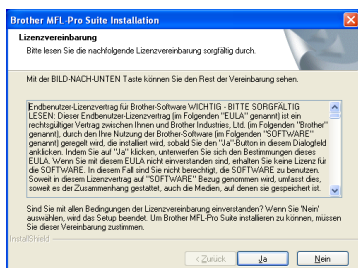 Brother MFL-Pro Suite Installation
Lizenzvereinbarung
Bitte lesen Sie die nachfolgende Lizenzvereinbarung sorgfältig durch.
Mit der BILD-NACH-UNTEN Taste können Sie den Rest der Vereinbarung sehen.
Endbenutzer-Lizenzvertrag für Brother-Software WICHTIG - BITTE SORGFÄLTIG
LESEN: Dieser Endbenutzer-Lizenzvertrag (im Folgenden "EULA" genannt) ist ein
rechtsgültiger Vertrag zwischen Ihnen und Brother Industries, Ltd. (im Folgenden "Brother"
genannt), durch den Ihre Nutzung der Brother-Software (im Folgenden "SOFTWARE"
genannt) geregelt wird, die installiert wird, sobald Sie den "Ja"-Button in diesem Dialogfeld
anklicken. Indem Sie auf "Ja" klicken, unterwerfen Sie sich den Bestimmungen dieses
EULA. Wenn Sie mit diesem EULA nicht einverstanden sind, erhalten Sie keine Lizenz für
die SOFTWARE. In diesem Fall sind Sie nicht berechtigt, die SOFTWARE zu benutzen.
Soweit in diesem Lizenzvertrag auf "SOFTWARE" Bezug genommen wird, umfasst dies,
soweit es der Zusammenhang gestattet, auch die Medien, auf denen sie gespeichert ist.
Sind Sie mit allen Bedingungen der Lizenzvereinbarung einverstanden? Wenn Sie 'Nein'
auswählen, wird das Setup beendet. Um Brother MFL-Pro Suite installieren zu können, müssen
Sie dieser Vereinbarung zustimmen.
InstallShield
< Zurück
Ja
Nein